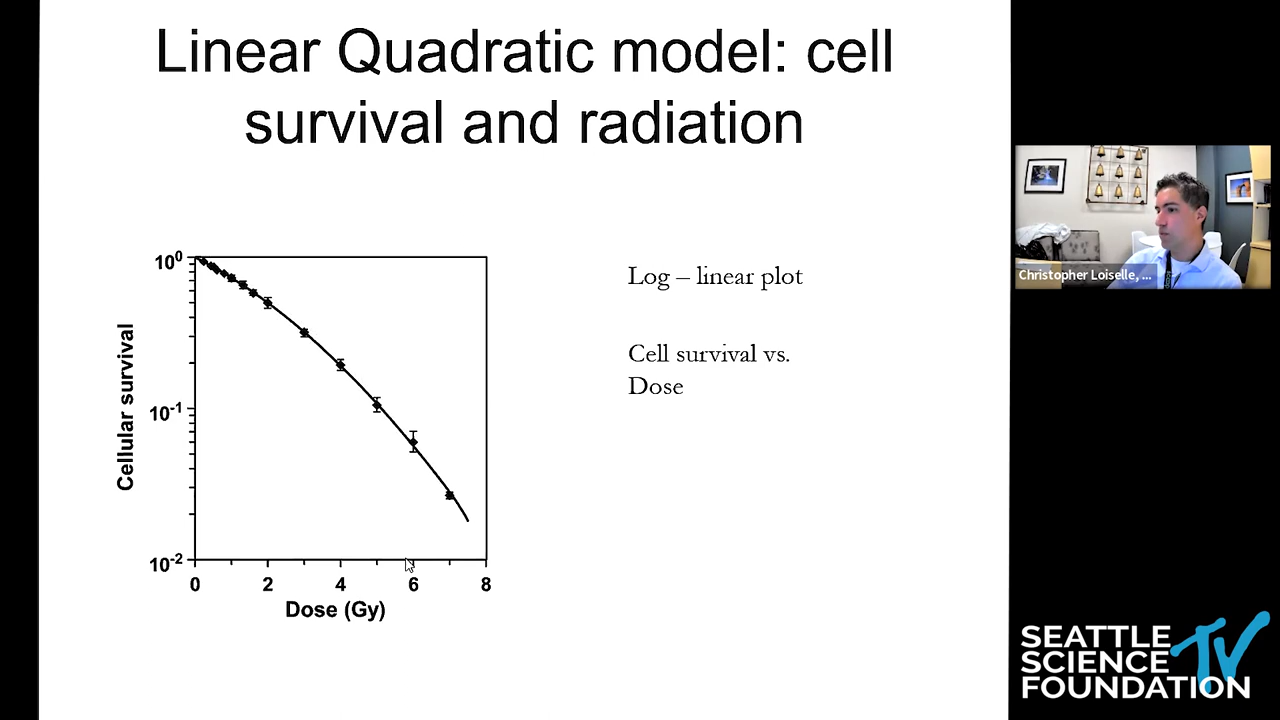 Linear Quadratic model: cell
survival and radiation
10⁰
10⁻¹
10⁻²
Cellular survival
0 2 4 6 8
Dose (Gy)
Log – linear plot
Cell survival vs.
Dose
Christopher Loiselle, ...
SEATTLE
SCIENCE
FOUNDATION
TV